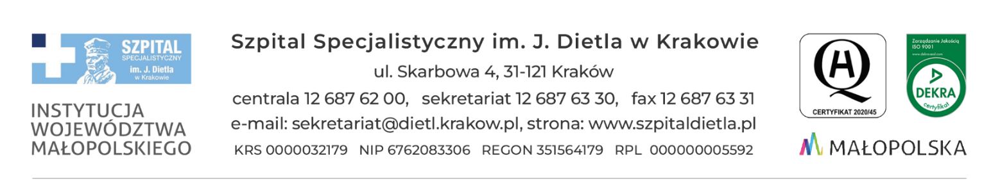 SZPITAL
SPECJALISTYCZNY
im. J. Dietla
w Krakowie
INSTYTUCJA
WOJEWÓDZTWA
MAŁOPOLSKIEGO
Szpital Specjalistyczny im. J. Dietla w Krakowie
ul. Skarbowa 4, 31-121 Kraków
centrala 12 687 62 00, sekretariat 12 687 63 30, fax 12 687 63 31
e-mail: sekretariat@dietl.krakow.pl, strona: www.szpitaldietla.pl
KRS 0000032179 NIP 6762083306 REGON 351564179 RPL 000000005592
AHQ
CERTYFIKAT 2020/45
Zarządzanie Jakością
ISO 9001
www.dekraseal.com
DEKRA
certyfikat
MAŁOPOLSKA